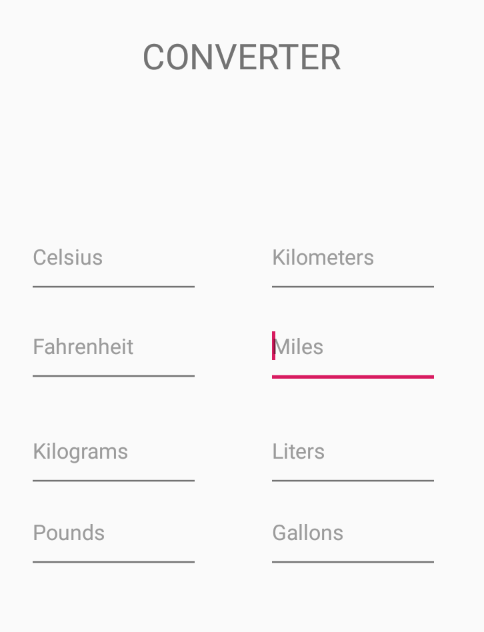 CONVERTER
Celsius
Kilometers
Fahrenheit
Miles
Kilograms
Liters
Pounds
Gallons